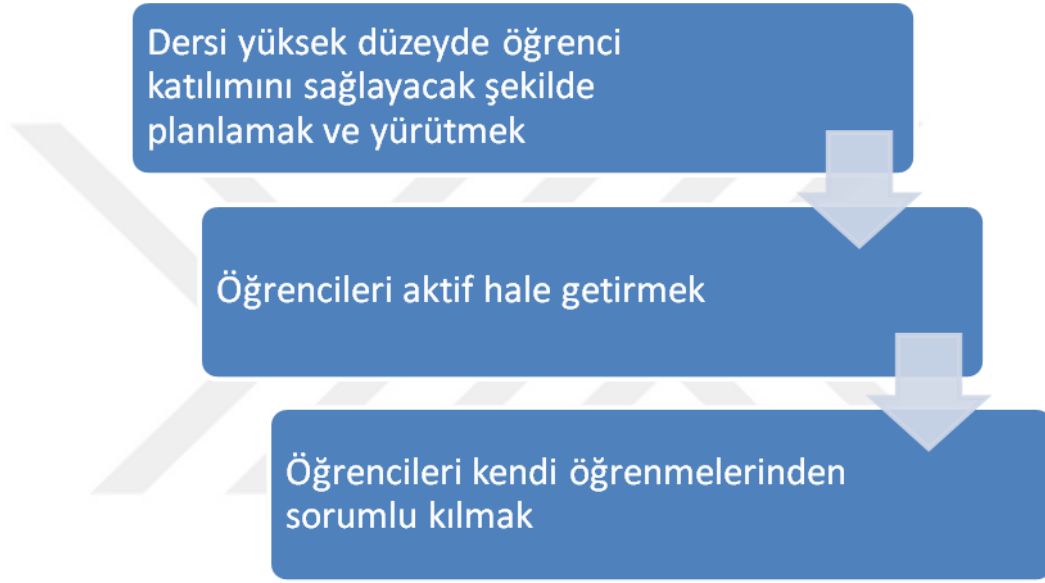 Dersi yüksek düzeyde öğrenci
katılımını sağlayacak şekilde
planlamak ve yürütmek
Öğrencileri aktif hale getirmek
Öğrencileri kendi öğrenmelerinden
sorumlu kılmak